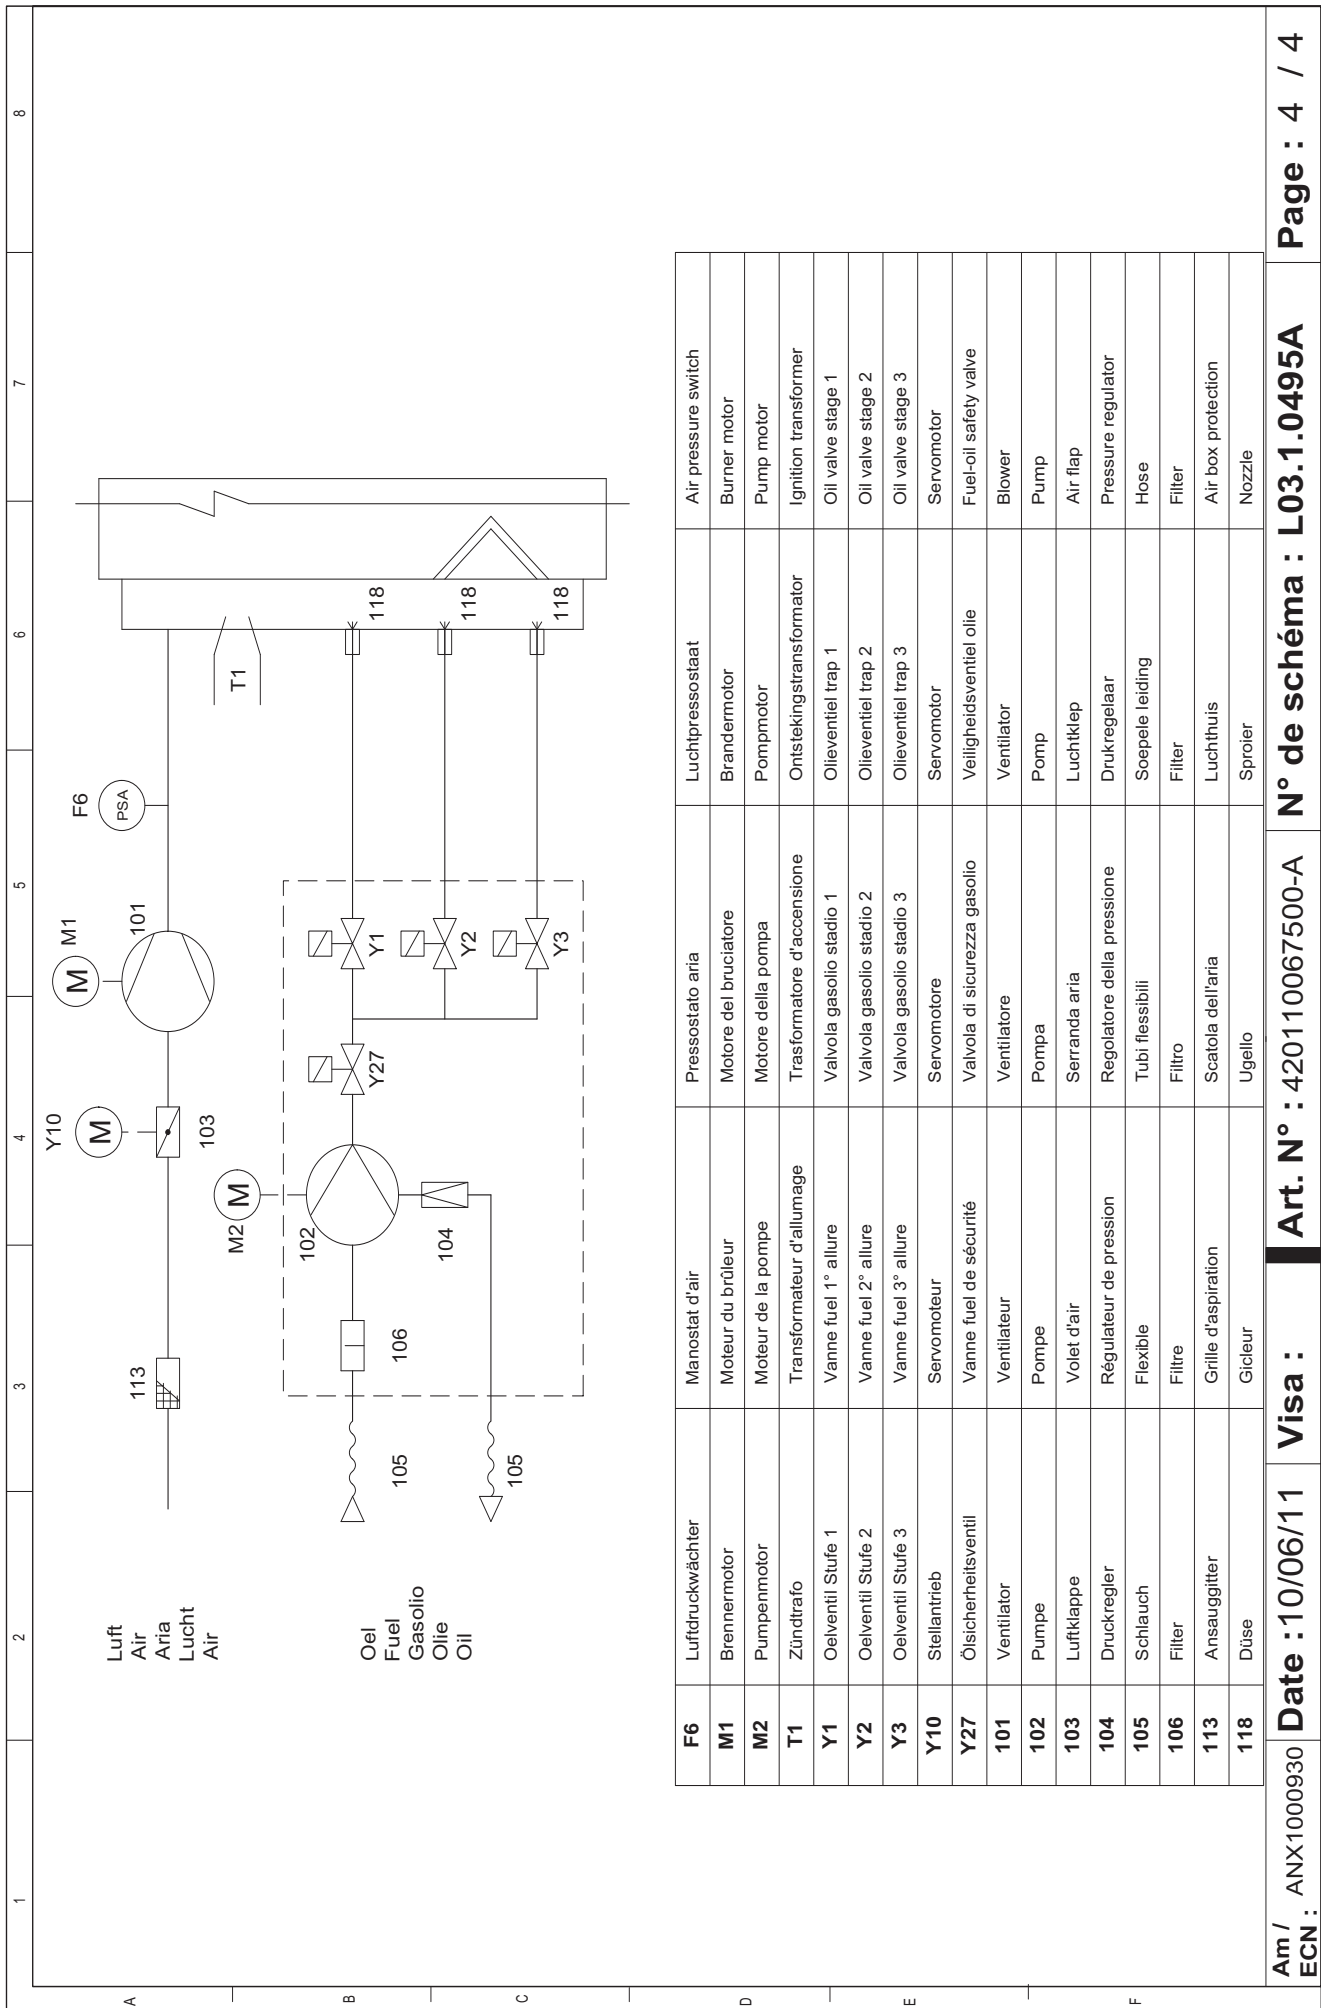 1 2 3 4 5 6 7 8
A
B
C
D
E
F
Luft
Air
Aria
Lucht
Air
113
Y10
M
103
M
M1
101
F6
PSA
T1
Oel
Fuel
Gasolio
Olie
Oil
105
105
106
M2
M
102
104
Y27
Y1
Y2
Y3
118
118
118
F6 Luftdruckwächter Manostat d'air Pressostato aria Luchtpressostaat Air pressure switch
M1 Brennermotor Moteur du brûleur Motore del bruciatore Brandermotor Burner motor
M2 Pumpenmotor Moteur de la pompe Motore della pompa Pompmotor Pump motor
T1 Zündtrafo Transformateur d'allumage Trasformatore d'accensione Ontstekingstransformator Ignition transformer
Y1 Oelventil Stufe 1 Vanne fuel 1° allure Valvola gasolio stadio 1 Olieventiel trap 1 Oil valve stage 1
Y2 Oelventil Stufe 2 Vanne fuel 2° allure Valvola gasolio stadio 2 Olieventiel trap 2 Oil valve stage 2
Y3 Oelventil Stufe 3 Vanne fuel 3° allure Valvola gasolio stadio 3 Olieventiel trap 3 Oil valve stage 3
Y10 Stellantrieb Servomoteur Servomotore Servomotor Servomotor
Y27 Ölsicherheitsventil Vanne fuel de sécurité Valvola di sicurezza gasolio Veiligheidsventiel olie Fuel-oil safety valve
101 Ventilator Ventilateur Ventilatore Ventilator Blower
102 Pumpe Pompe Pompa Pomp Pump
103 Luftklappe Volet d'air Serranda aria Luchtklep Air flap
104 Druckregler Régulateur de pression Regolatore della pressione Drukregelaar Pressure regulator
105 Schlauch Flexible Tubi flessibili Soepele leiding Hose
106 Filter Filtre Filtro Filter Filter
113 Ansauggitter Grille d'aspiration Scatola dell'aria Luchthuis Air box protection
118 Düse Gicleur Ugello Sproier Nozzle
Am / ECN : ANX1000930 Date :10/06/11 Visa : Art. N° : 420110067500-A N° de schéma : L03.1.0495A Page : 4 / 4